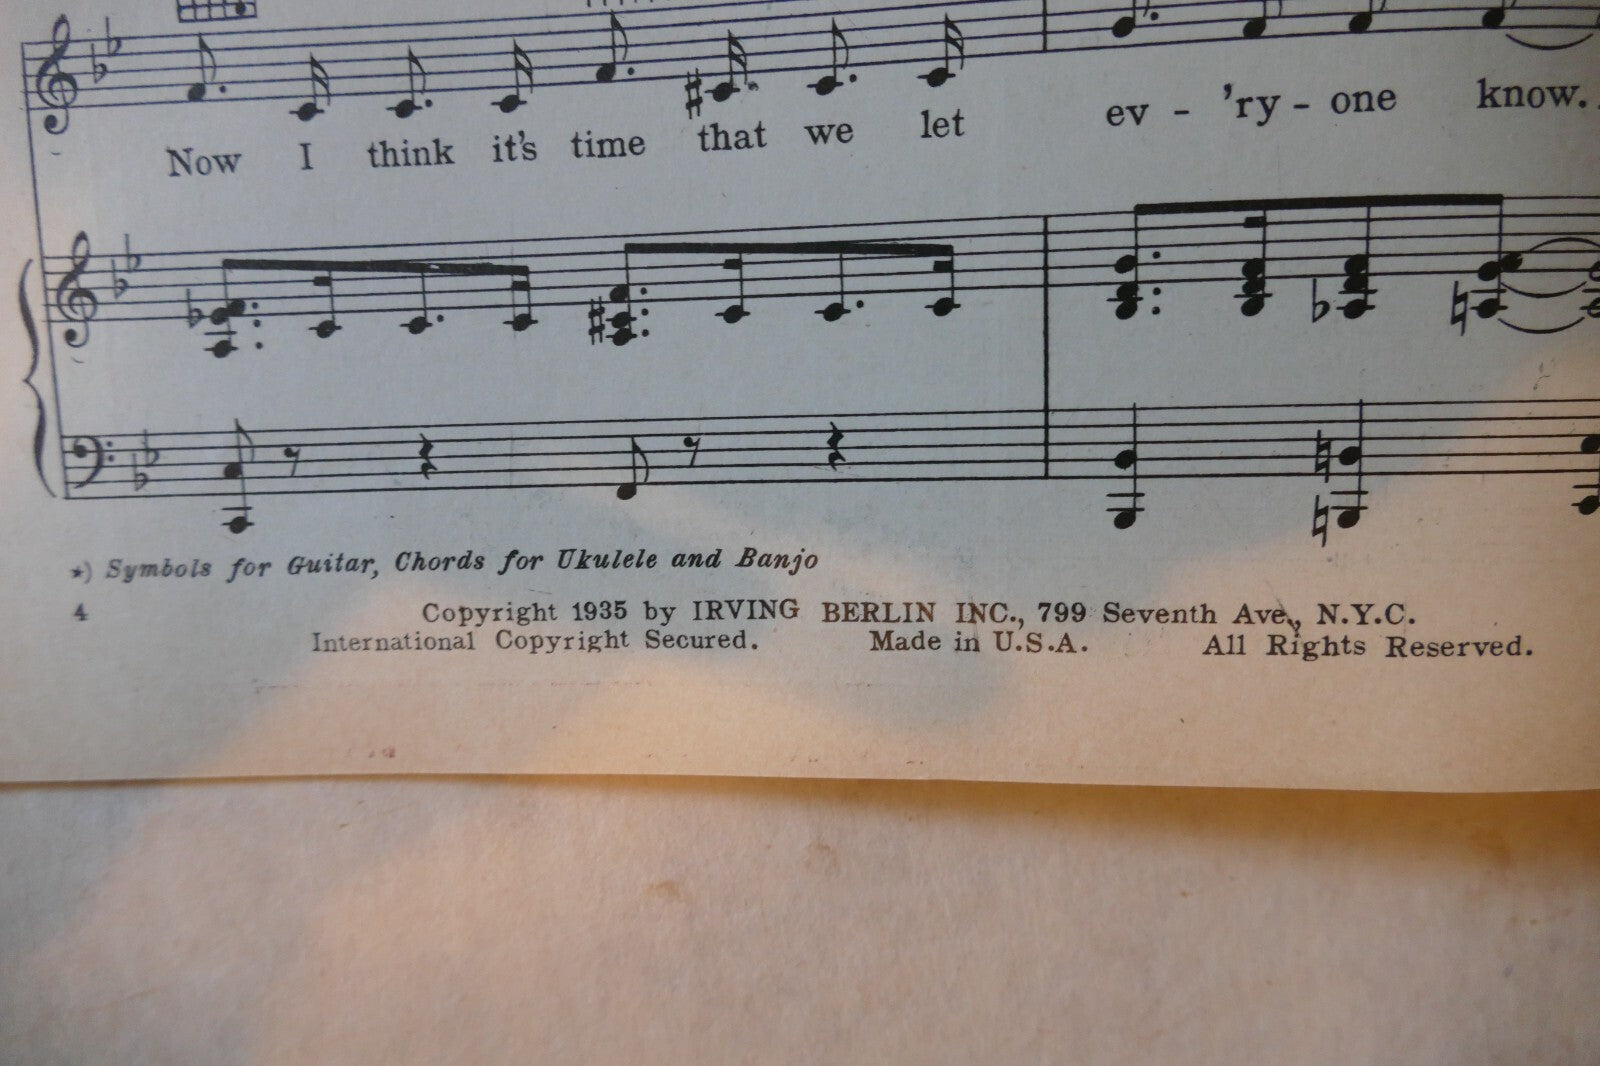 Now I think it's time that we let ev - 'ry - one know.
*) Symbols for Guitar, Chords for Ukulele and Banjo
4 Copyright 1935 by IRVING BERLIN INC., 799 Seventh Ave., N.Y.C.
International Copyright Secured. Made in U.S.A. All Rights Reserved.